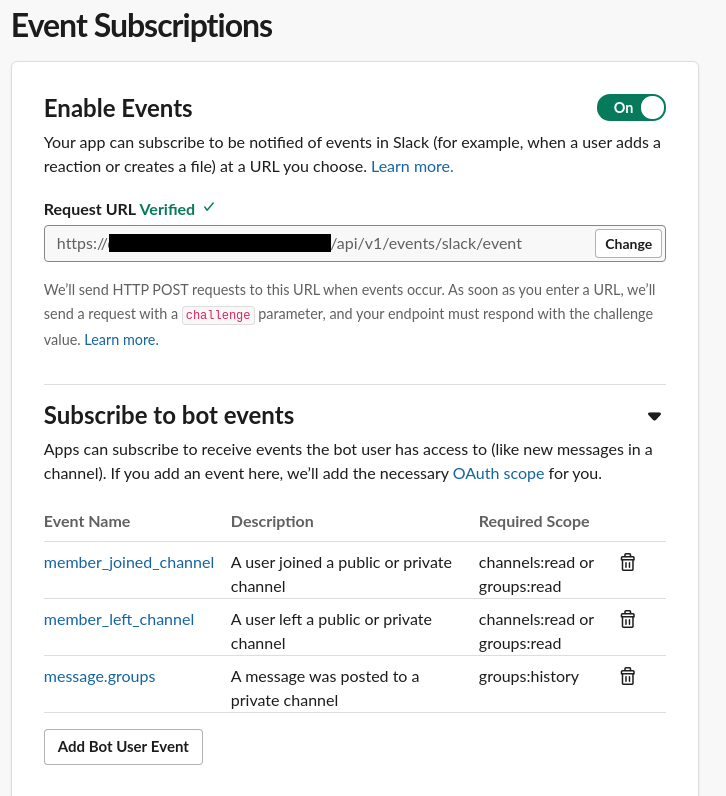 Event Subscriptions
Enable Events
On
Your app can subscribe to be notified of events in Slack (for example, when a user adds a
reaction or creates a file) at a URL you choose. Learn more.
Request URL Verified
https:// /api/v1/events/slack/event
Change
We’ll send HTTP POST requests to this URL when events occur. As soon as you enter a URL, we’ll
send a request with a challenge parameter, and your endpoint must respond with the challenge
value. Learn more.
Subscribe to bot events
Apps can subscribe to receive events the bot user has access to (like new messages in a
channel). If you add an event here, we’ll add the necessary OAuth scope for you.
Event Name Description Required Scope
member_joined_channel A user joined a public or private channels:read or
channel groups:read
member_left_channel A user left a public or private channels:read or
channel groups:read
message.groups A message was posted to a groups:history
private channel
Add Bot User Event